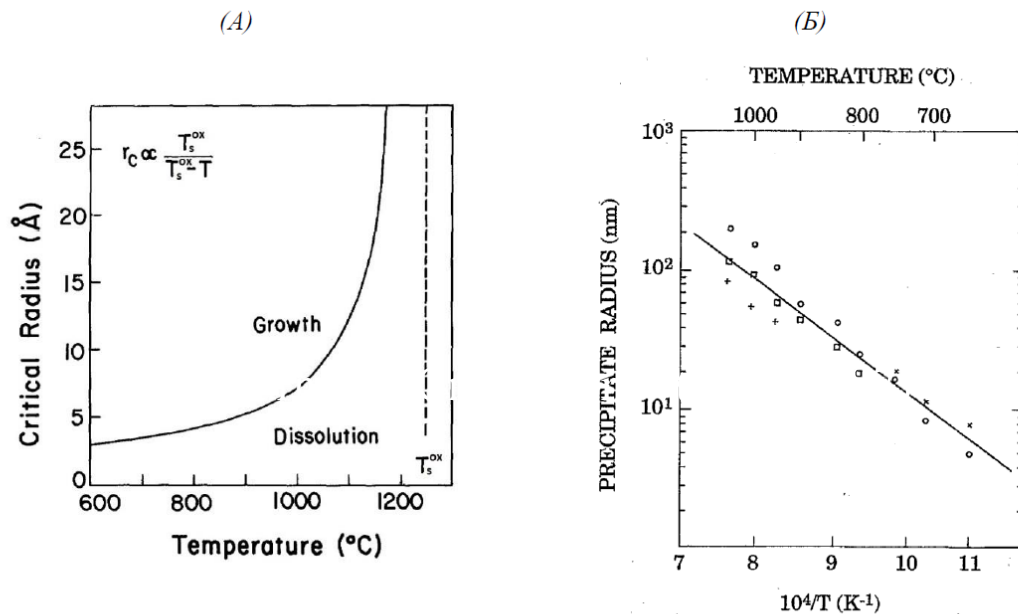 (А)
(Б)
25
20
15
10
5
0
Critical Radius (Å)
r_C ∝ T_s^ox / (T_s^ox - T)
Growth
Dissolution
T_s^ox
600
800
1000
1200
Temperature (°C)
TEMPERATURE (°C)
1000
800
700
10^3
10^2
10^1
PRECIPITATE RADIUS (nm)
7
8
9
10
11
10^4/T (K^-1)